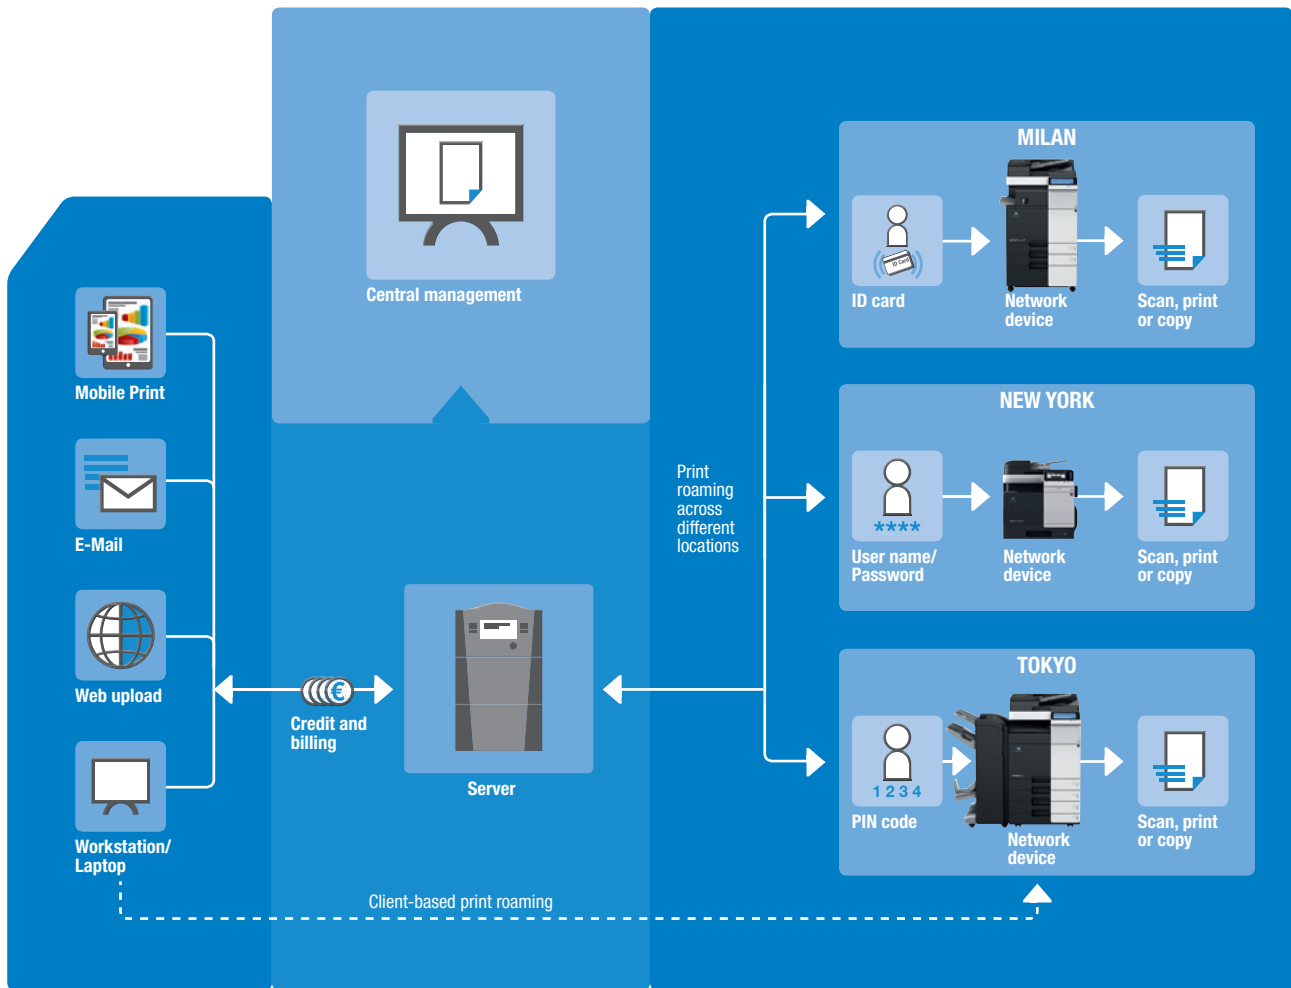 Central management
Mobile Print
E-Mail
Web upload
Workstation/
Laptop
Credit and
billing
€
Server
Client-based print roaming
Print
roaming
across
different
locations
MILAN
ID Card
ID card
Network
device
Scan, print
or copy
NEW YORK
****
User name/
Password
Network
device
Scan, print
or copy
TOKYO
1 2 3 4
PIN code
Network
device
Scan, print
or copy